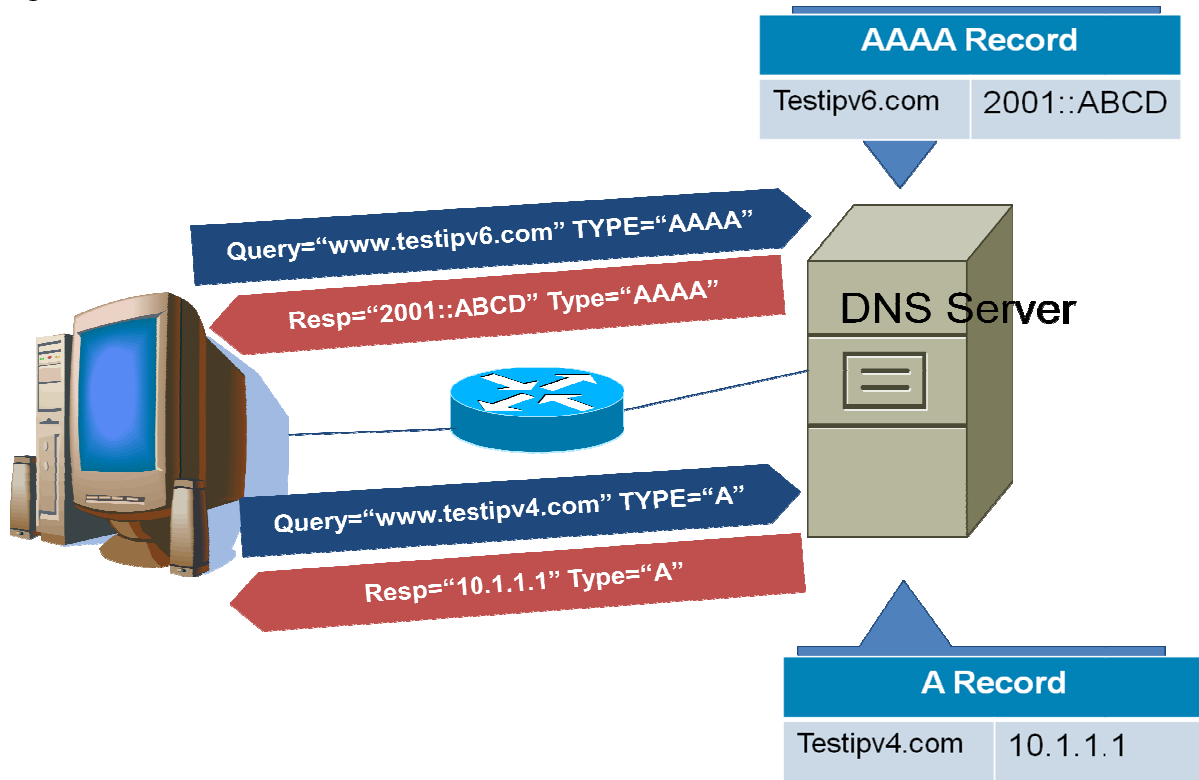 AAAA Record
Testipv6.com 2001::ABCD
Query=“www.testipv6.com” TYPE=“AAAA”
Resp=“2001::ABCD” Type=“AAAA”
DNS Server
Query=“www.testipv4.com” TYPE=“A”
Resp=“10.1.1.1” Type=“A”
A Record
Testipv4.com 10.1.1.1